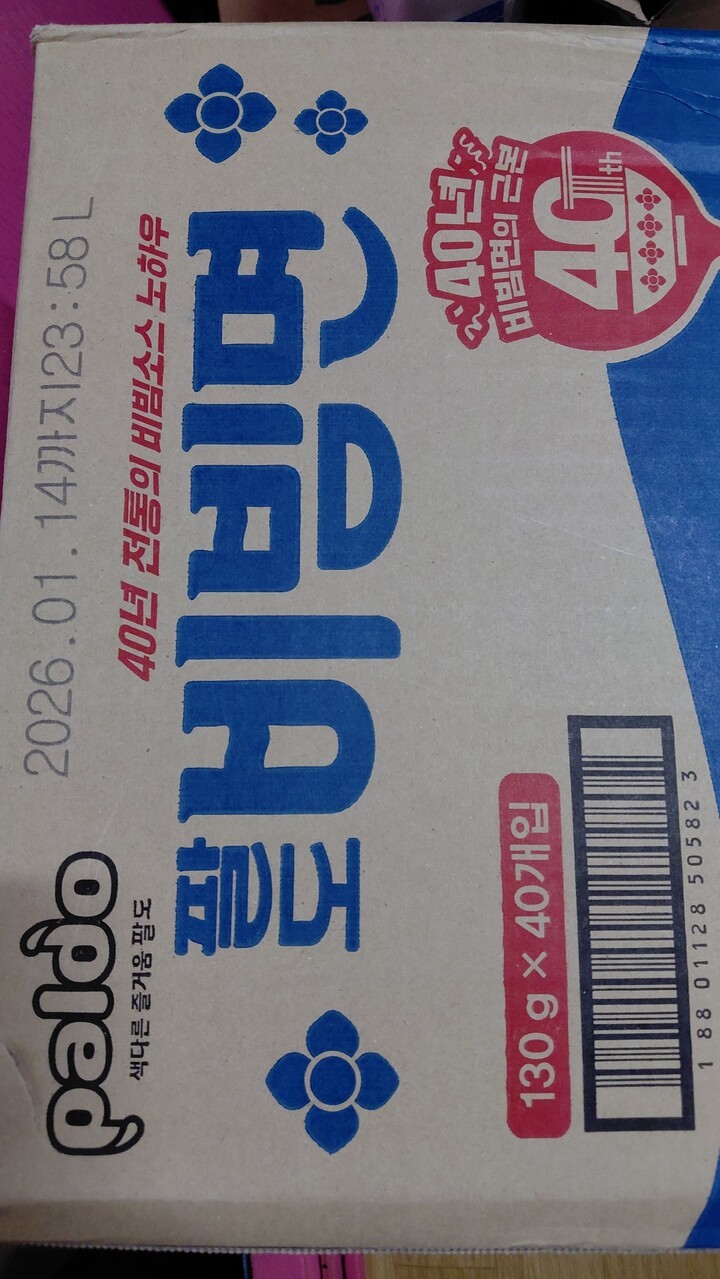 2026.01.14까지23:58L
paldo
색다른 즐거움 팔도
40년 전통의 비빔소스 노하우
팔도
비빔면
40년
비빔면의 근본
40th
130 g × 40개입
1 88 01128 50582 3